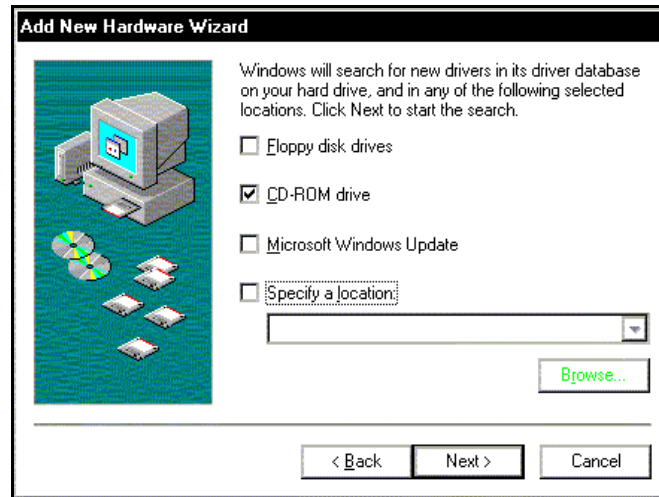 Add New Hardware Wizard
Windows will search for new drivers in its driver database
on your hard drive, and in any of the following selected
locations. Click Next to start the search.
Floppy disk drives
CD-ROM drive
Microsoft Windows Update
Specify a location:
Browse...
< Back
Next >
Cancel